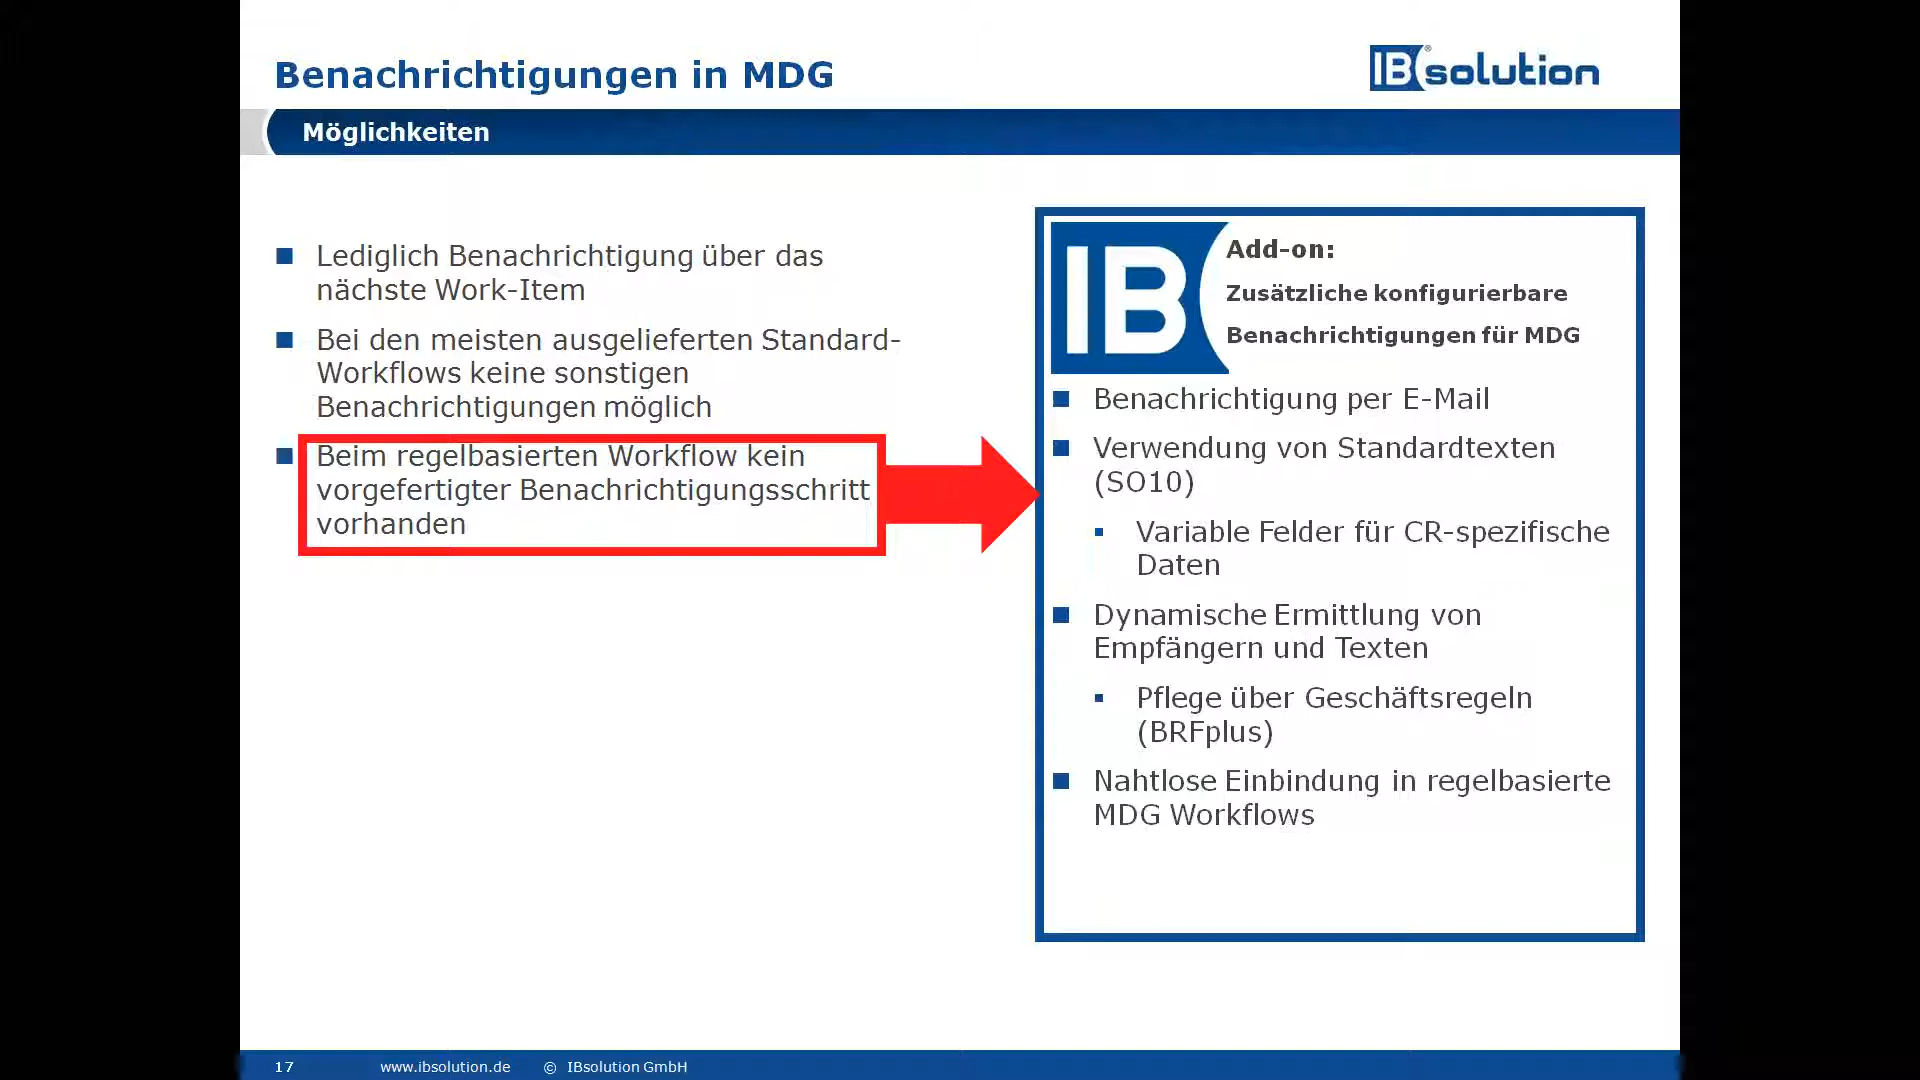 Benachrichtigungen in MDG
IBsolution®
Möglichkeiten
Lediglich Benachrichtigung über das
nächste Work-Item
Bei den meisten ausgelieferten Standard-
Workflows keine sonstigen
Benachrichtigungen möglich
Beim regelbasierten Workflow kein
vorgefertigter Benachrichtigungsschritt
vorhanden
IB
Add-on:
Zusätzliche konfigurierbare
Benachrichtigungen für MDG
Benachrichtigung per E-Mail
Verwendung von Standardtexten
(SO10)
Variable Felder für CR-spezifische
Daten
Dynamische Ermittlung von
Empfängern und Texten
Pflege über Geschäftsregeln
(BRFplus)
Nahtlose Einbindung in regelbasierte
MDG Workflows
17 www.ibsolution.de © IBsolution GmbH